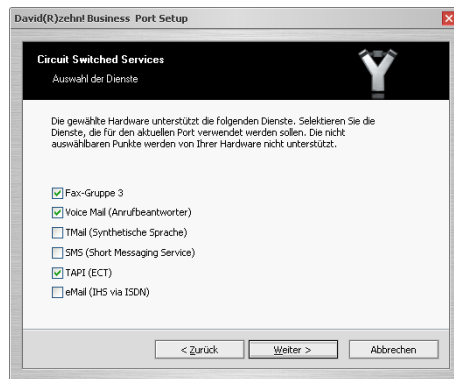 David(R)zehn! Business Port Setup
Circuit Switched Services
Auswahl der Dienste
Die gewählte Hardware unterstützt die folgenden Dienste. Selektieren Sie die
Dienste, die für den aktuellen Port verwendet werden sollen. Die nicht
auswählbaren Punkte werden von Ihrer Hardware nicht unterstützt.
Fax-Gruppe 3
Voice Mail (Anrufbeantworter)
TMail (Synthetische Sprache)
SMS (Short Messaging Service)
TAPI (ECT)
eMail (IHS via ISDN)
< Zurück
Weiter >
Abbrechen